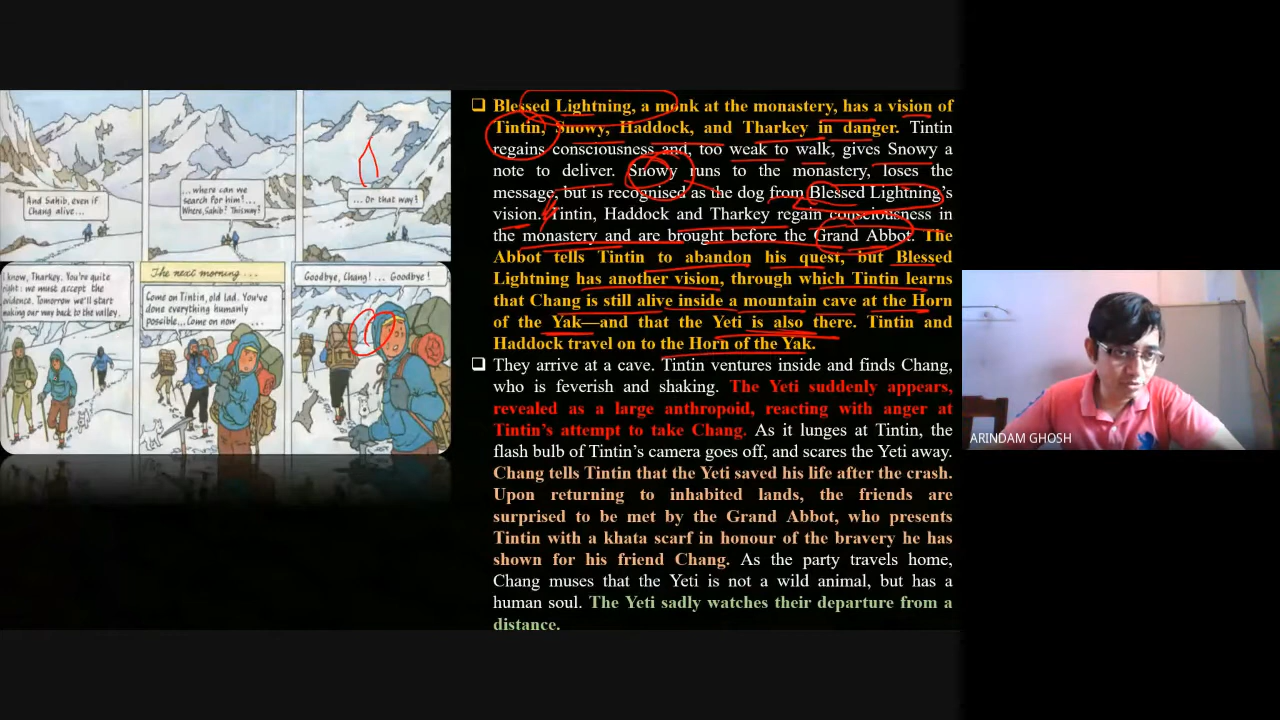 And Sahib, even if
Chang alive...
...where can we
search for him?...
Where, Sahib? This way?
...Or that way?
know, Tharkey. You're quite
right: we must accept the
evidence. Tomorrow we'll start
making our way back to the valley.
The next morning...
Come on Tintin, old lad. You've
done everything humanly
possible...Come on now ....
Goodbye, Chang!... Goodbye!
Blessed Lightning, a monk at the monastery, has a vision of
Tintin, Snowy, Haddock, and Tharkey in danger. Tintin
regains consciousness and, too weak to walk, gives Snowy a
note to deliver. Snowy runs to the monastery, loses the
message, but is recognised as the dog from Blessed Lightning's
vision. Tintin, Haddock and Tharkey regain consciousness in
the monastery and are brought before the Grand Abbot. The
Abbot tells Tintin to abandon his quest, but Blessed
Lightning has another vision, through which Tintin learns
that Chang is still alive inside a mountain cave at the Horn
of the Yak—and that the Yeti is also there. Tintin and
Haddock travel on to the Horn of the Yak.
They arrive at a cave. Tintin ventures inside and finds Chang,
who is feverish and shaking. The Yeti suddenly appears,
revealed as a large anthropoid, reacting with anger at
Tintin's attempt to take Chang. As it lunges at Tintin, the
flash bulb of Tintin's camera goes off, and scares the Yeti away.
Chang tells Tintin that the Yeti saved his life after the crash.
Upon returning to inhabited lands, the friends are
surprised to be met by the Grand Abbot, who presents
Tintin with a khata scarf in honour of the bravery he has
shown for his friend Chang. As the party travels home,
Chang muses that the Yeti is not a wild animal, but has a
human soul. The Yeti sadly watches their departure from a
distance.
ARINDAM GHOSH